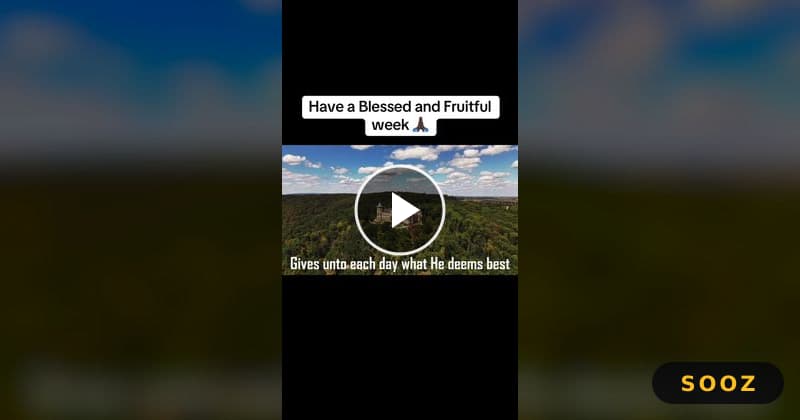 Have a Blessed and Fruitful
week 🙏🏿
Gives unto each day what He deems best
SOOZ